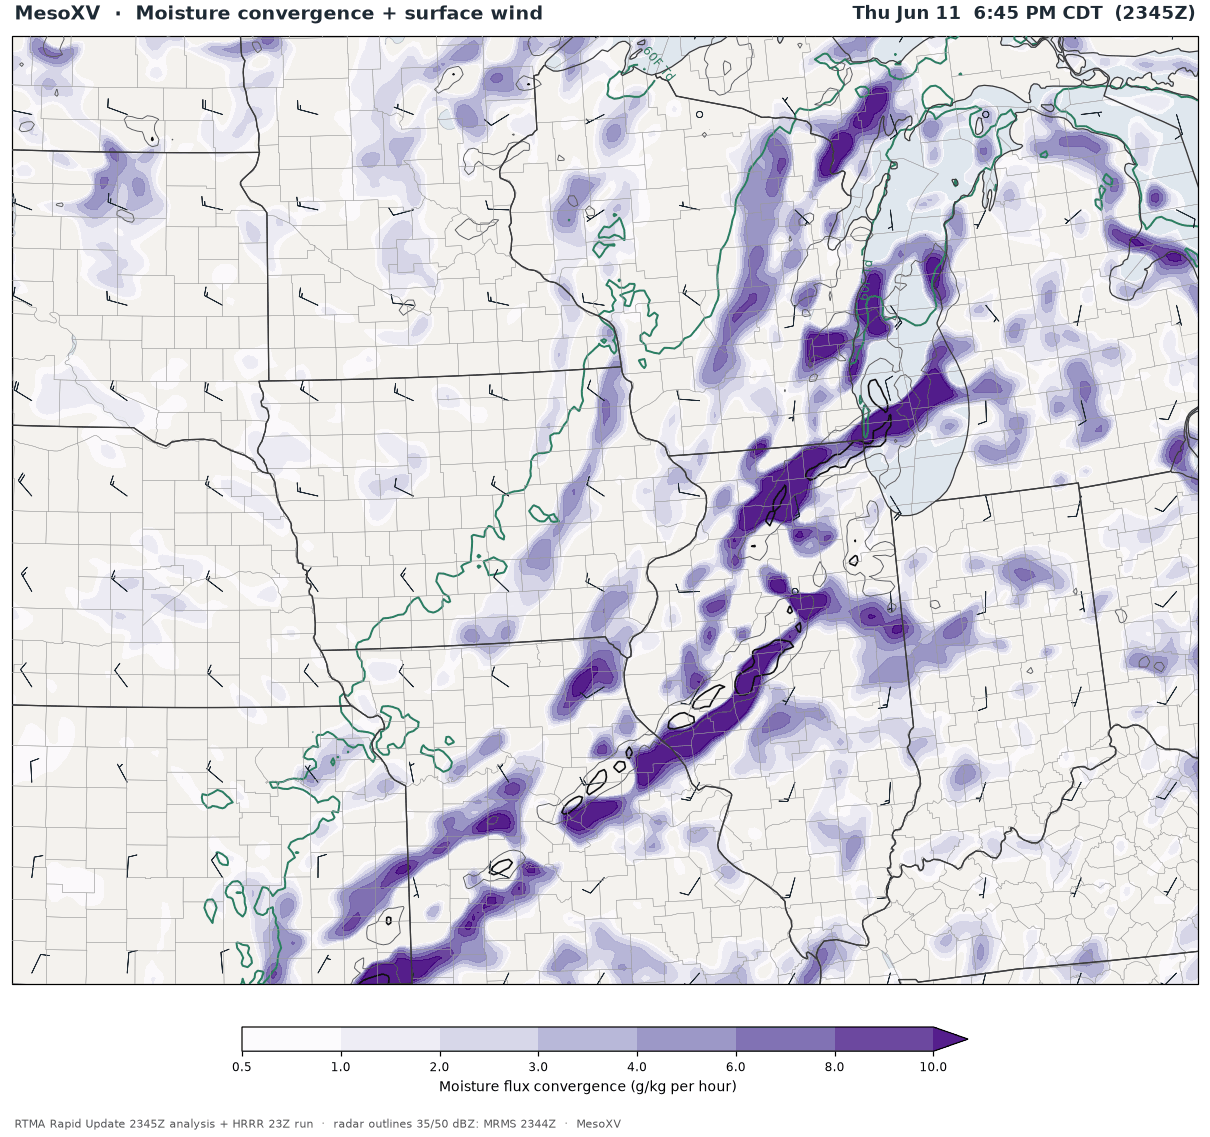 MesoXV · Moisture convergence + surface wind
Thu Jun 11 6:45 PM CDT (2345Z)
60F Td
0.5 1.0 2.0 3.0 4.0 6.0 8.0 10.0
Moisture flux convergence (g/kg per hour)
RTMA Rapid Update 2345Z analysis + HRRR 23Z run · radar outlines 35/50 dBZ: MRMS 2344Z · MesoXV